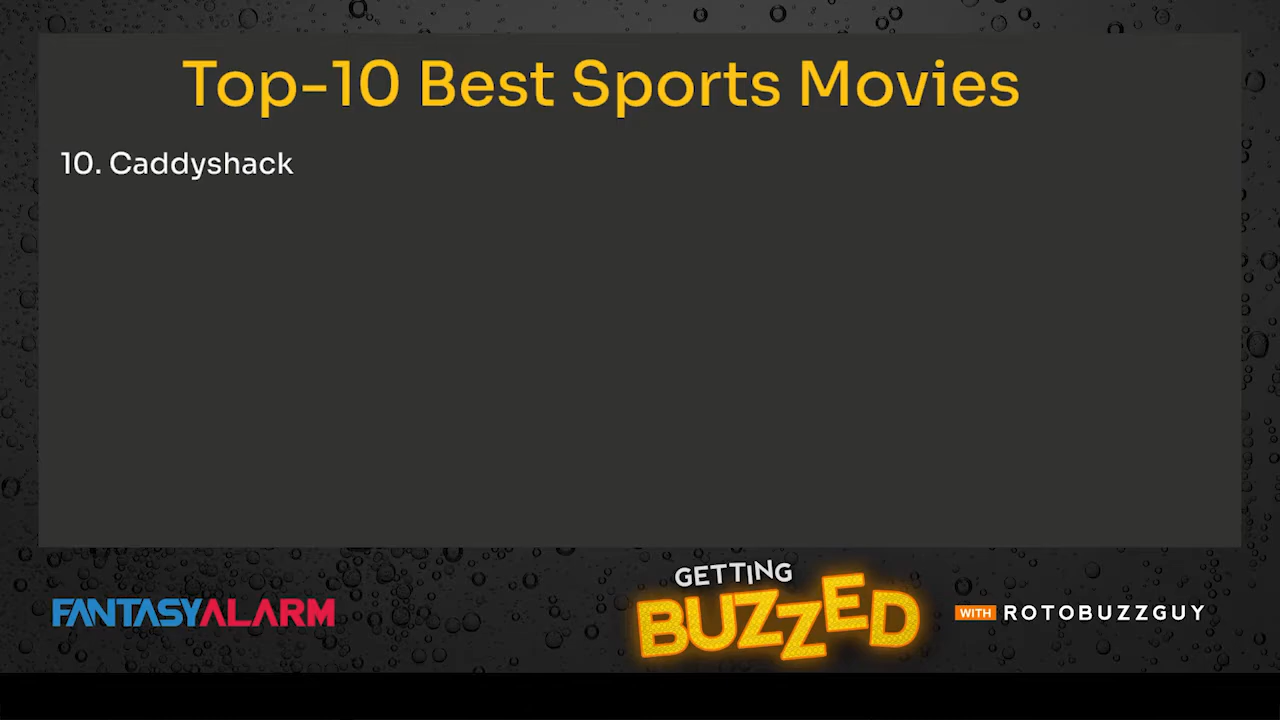 Top-10 Best Sports Movies
10. Caddyshack
GETTING
BUZZED
FANTASYALARM
WITH ROTOBUZZGUY